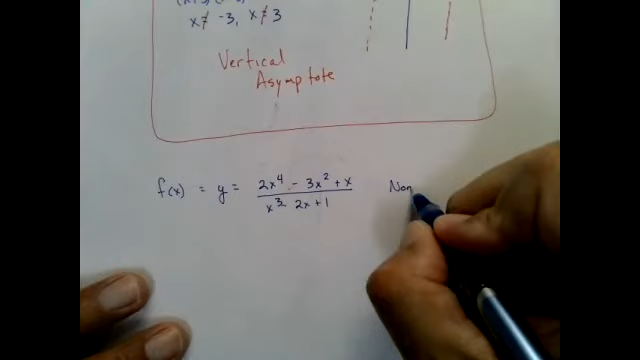 x ≠ -3, x ≠ 3
Vertical
Asymptote
f(x) = y = (2x⁴ - 3x² + x)/(x³ 2x + 1) Non